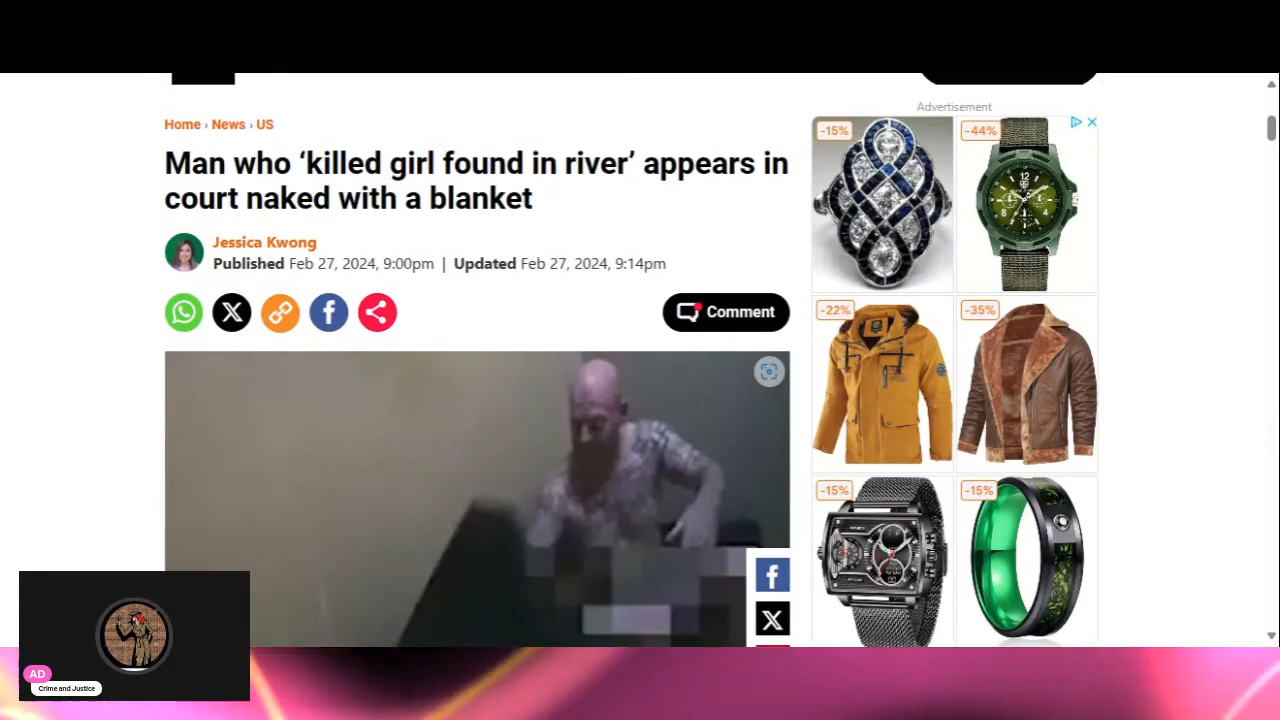 Advertisement
Home › News › US
Man who ‘killed girl found in river’ appears in
court naked with a blanket
Jessica Kwong
Published Feb 27, 2024, 9:00pm | Updated Feb 27, 2024, 9:14pm
Comment
-15%
-44%
-22%
-35%
-15%
-15%
AD
Crime and Justice